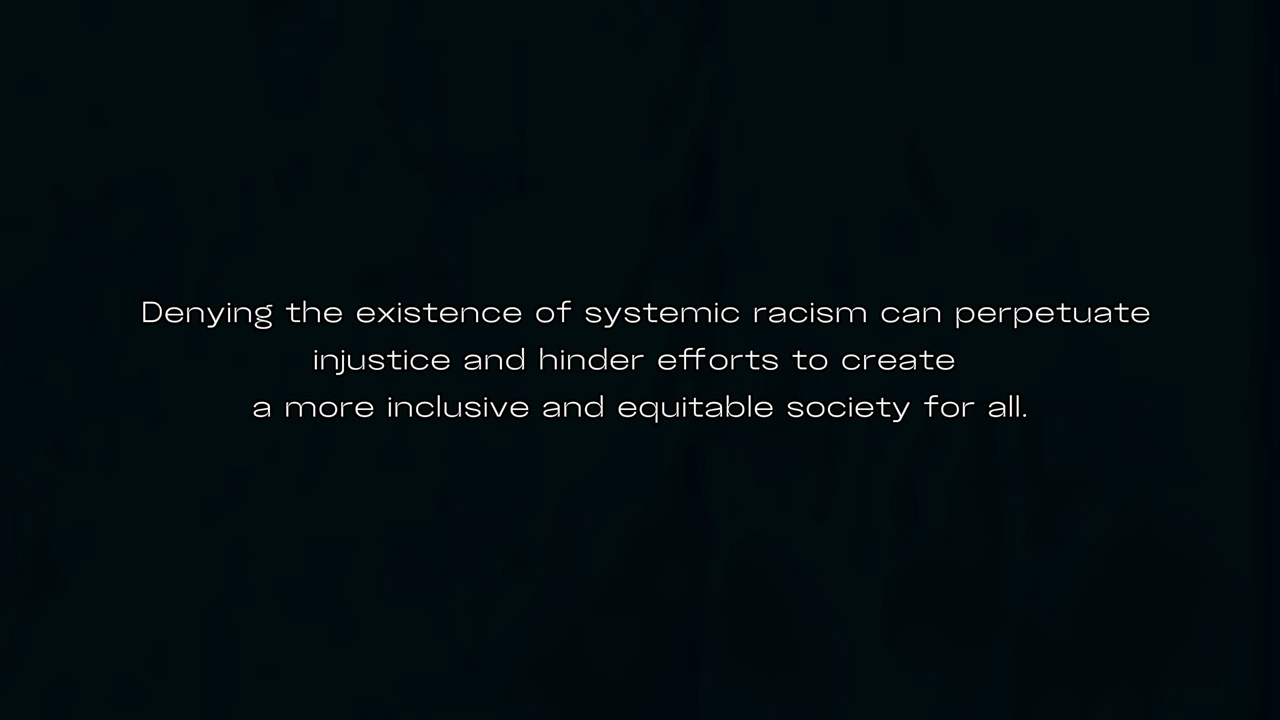 Denying the existence of systemic racism can perpetuate
injustice and hinder efforts to create
a more inclusive and equitable society for all.